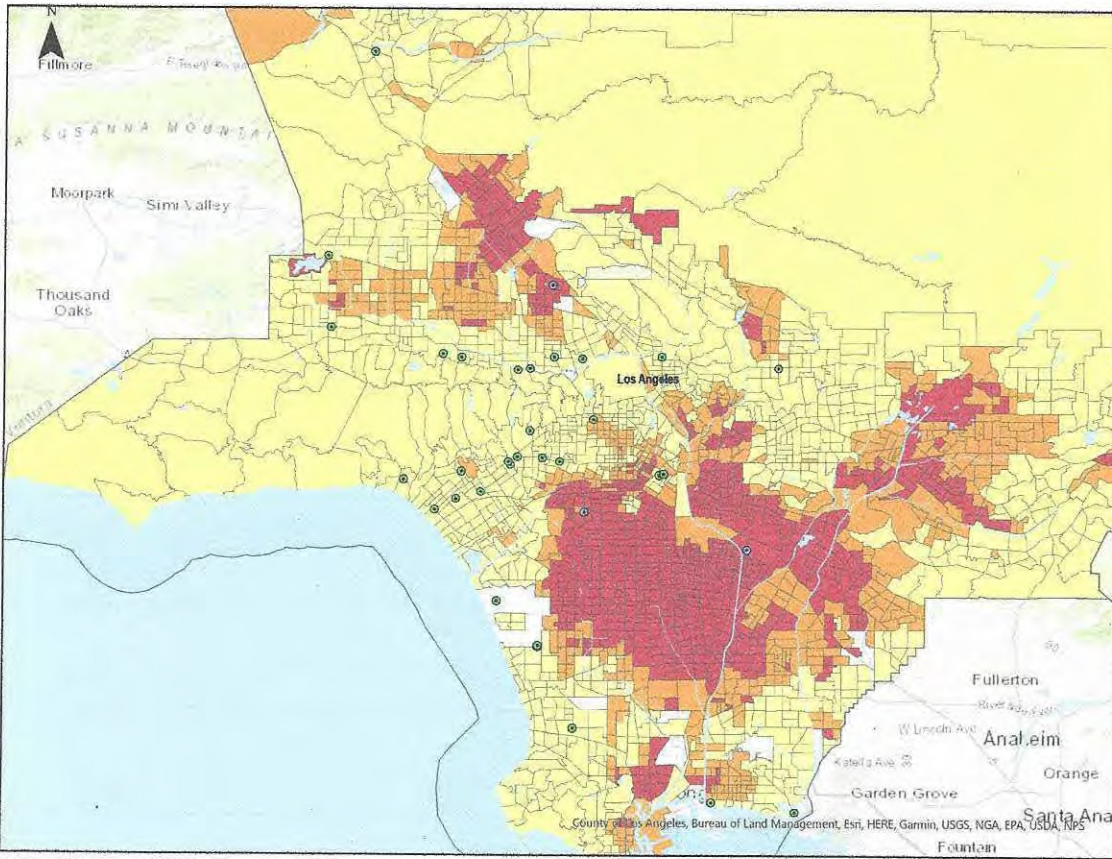 N
Fillmore
SUSANNA MOUNTAI
Moorpark
Simi Valley
Thousand
Oaks
Ventura
Los Angeles
Fullerton
W Lincoln Ave
Anaheim
Katella Ave
Orange
Garden Grove
Santa Ana
County of Los Angeles, Bureau of Land Management, Esri, HERE, Garmin, USGS, NGA, EPA, USDA, NPS
Fountain